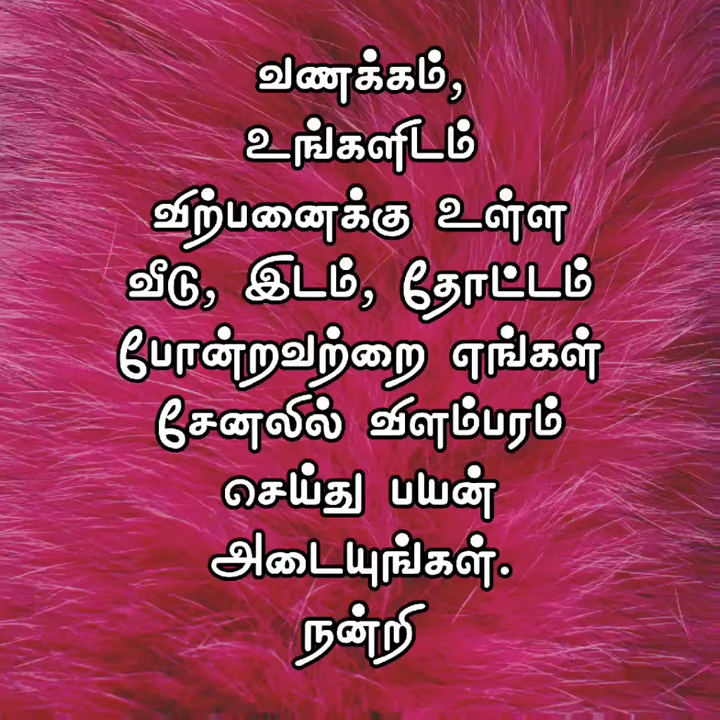 வணக்கம்,
உங்களிடம்
விற்பனைக்கு உள்ள
வீடு, இடம், தோட்டம்
போன்றவற்றை எங்கள்
சேனலில் விளம்பரம்
செய்து பயன்
அடையுங்கள்.
நன்றி